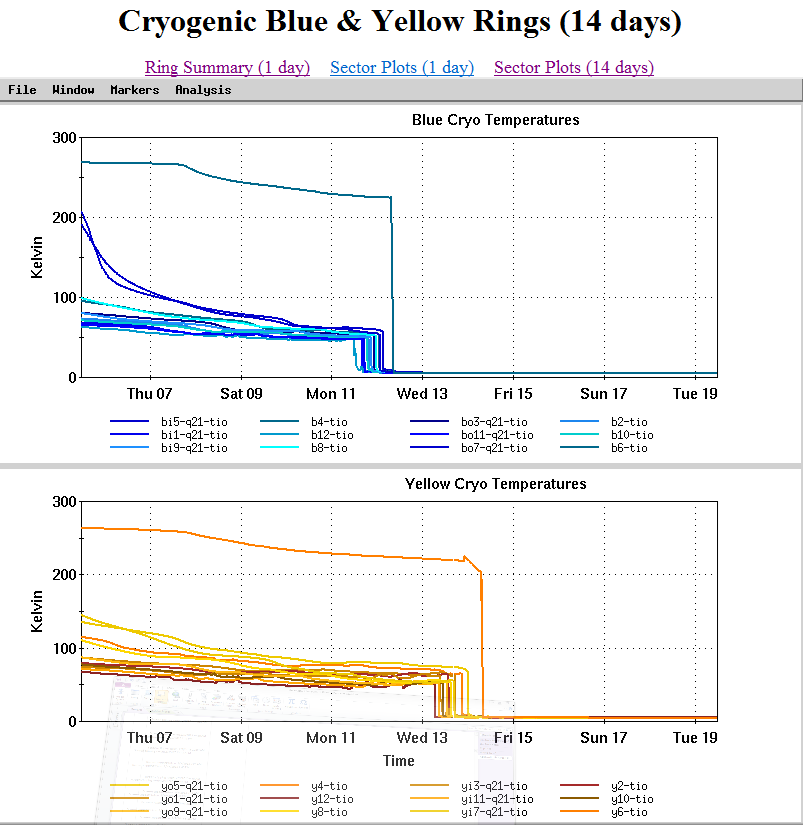 Cryogenic Blue & Yellow Rings (14 days)
Ring Summary (1 day) Sector Plots (1 day) Sector Plots (14 days)
File Window Markers Analysis
Blue Cryo Temperatures
300
200
100
0
Kelvin
Thu 07 Sat 09 Mon 11 Wed 13 Fri 15 Sun 17 Tue 19
bi5-q21-tio b4-tio bo3-q21-tio b2-tio
bi1-q21-tio b12-tio bo11-q21-tio b10-tio
bi9-q21-tio b8-tio bo7-q21-tio b6-tio
Yellow Cryo Temperatures
300
200
100
0
Kelvin
Thu 07 Sat 09 Mon 11 Wed 13 Fri 15 Sun 17 Tue 19
Time
yo5-q21-tio y4-tio yi3-q21-tio y2-tio
yo1-q21-tio y12-tio yi11-q21-tio y10-tio
yo9-q21-tio y8-tio yi7-q21-tio y6-tio